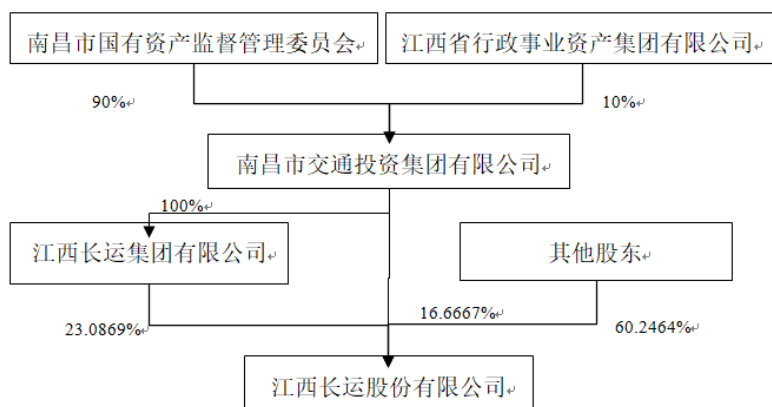 南昌市国有资产监督管理委员会
江西省行政事业资产集团有限公司
90%
10%
南昌市交通投资集团有限公司
100%
江西长运集团有限公司
其他股东
23.0869%
16.6667%
60.2464%
江西长运股份有限公司